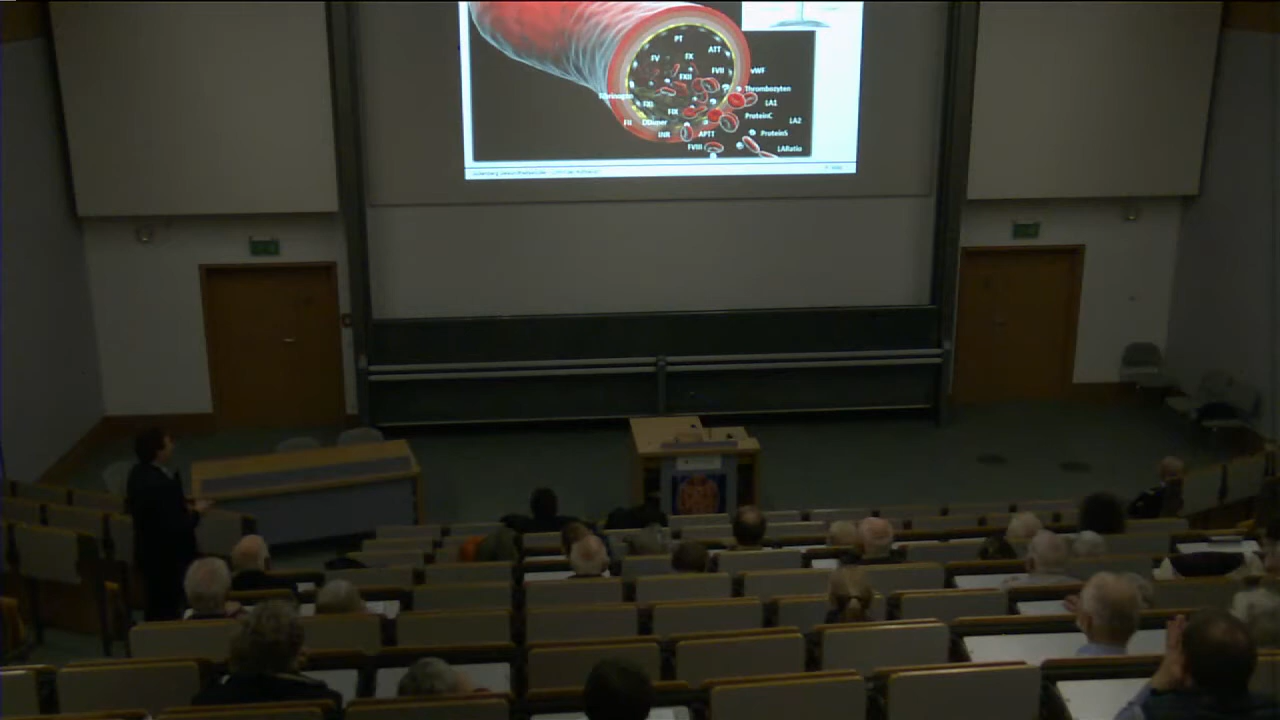 PT
ATT
FV
FX
FVII
vWF
FXII
Thrombozyten
FXI
LA1
FIX
ProteinC
FII
DDimer
LA2
INR
APTT
ProteinS
FVIII
LARatio